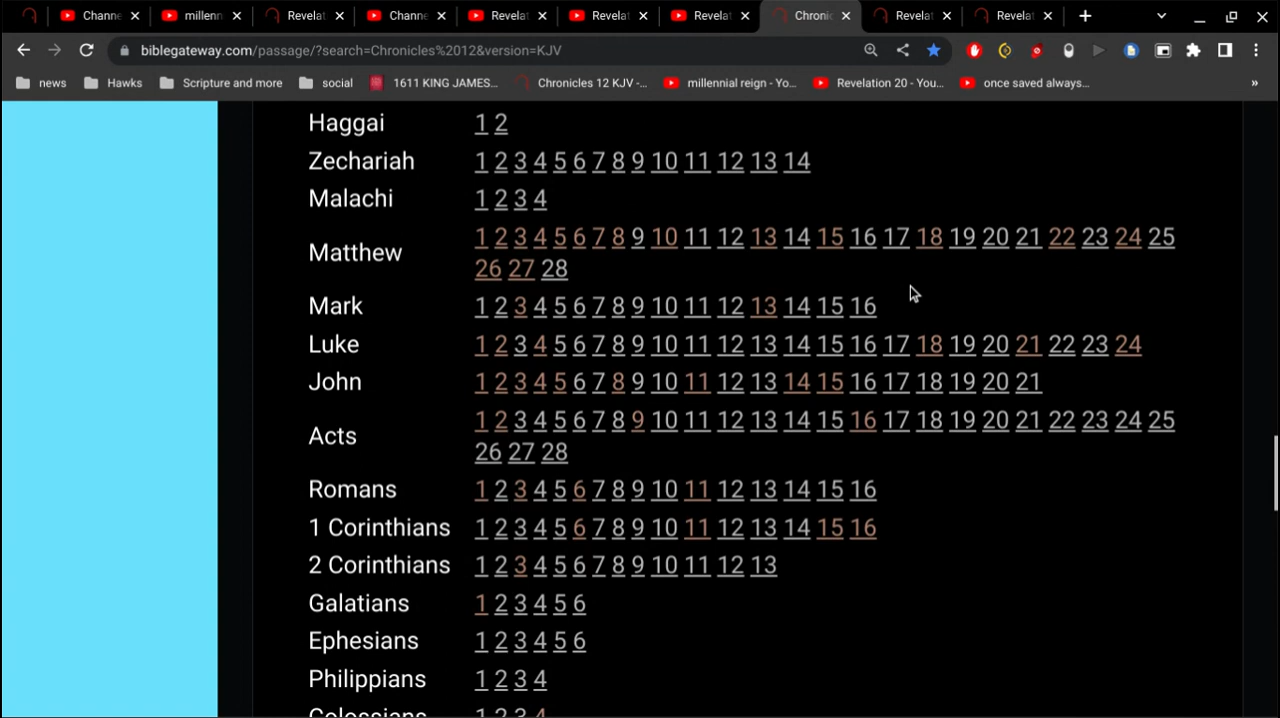 Channe
millenn
Revelat
Channe
Revelat
Revelat
Revelat
Chronic
Revelat
Revelat
biblegateway.com/passage/?search=Chronicles%2012&version=KJV
news
Hawks
Scripture and more
social
1611 KING JAMES...
Chronicles 12 KJV -...
millennial reign - Yo...
Revelation 20 - You...
once saved always...
»
Haggai 1 2
Zechariah 1 2 3 4 5 6 7 8 9 10 11 12 13 14
Malachi 1 2 3 4
Matthew 1 2 3 4 5 6 7 8 9 10 11 12 13 14 15 16 17 18 19 20 21 22 23 24 25
26 27 28
Mark 1 2 3 4 5 6 7 8 9 10 11 12 13 14 15 16
Luke 1 2 3 4 5 6 7 8 9 10 11 12 13 14 15 16 17 18 19 20 21 22 23 24
John 1 2 3 4 5 6 7 8 9 10 11 12 13 14 15 16 17 18 19 20 21
Acts 1 2 3 4 5 6 7 8 9 10 11 12 13 14 15 16 17 18 19 20 21 22 23 24 25
26 27 28
Romans 1 2 3 4 5 6 7 8 9 10 11 12 13 14 15 16
1 Corinthians 1 2 3 4 5 6 7 8 9 10 11 12 13 14 15 16
2 Corinthians 1 2 3 4 5 6 7 8 9 10 11 12 13
Galatians 1 2 3 4 5 6
Ephesians 1 2 3 4 5 6
Philippians 1 2 3 4
Colossians 1 2 3 4